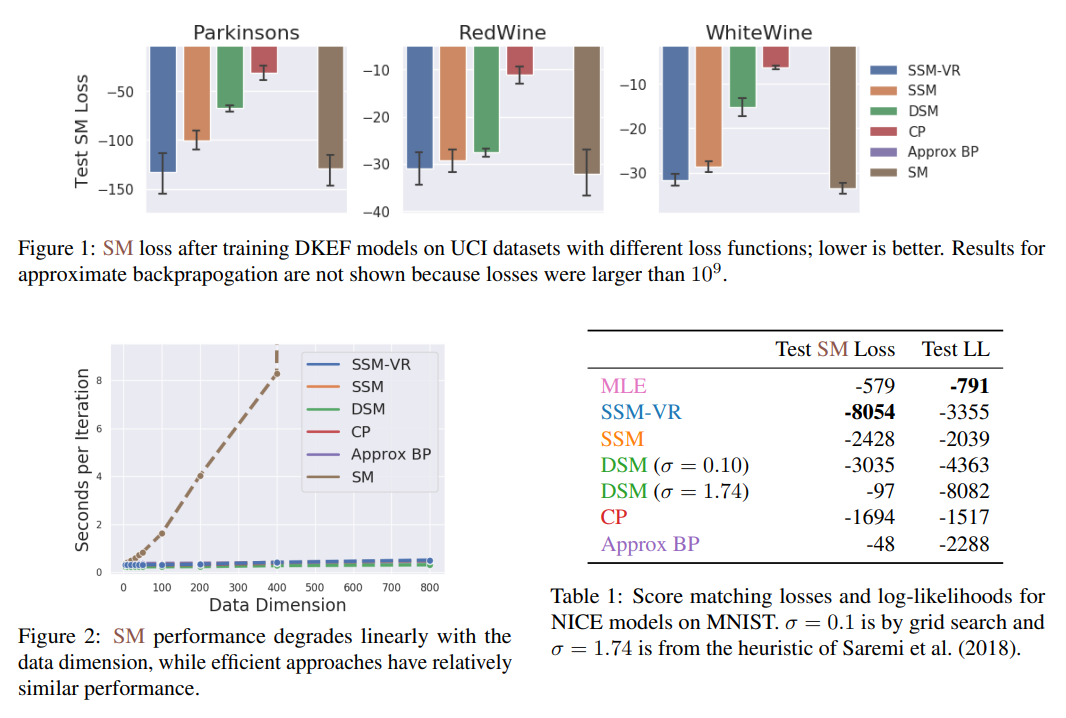 Parkinsons RedWine WhiteWine
Test SM Loss
−50
−100
−150
−10
−20
−30
−40
−10
−20
−30
SSM-VR
SSM
DSM
CP
Approx BP
SM
Figure 1: SM loss after training DKEF models on UCI datasets with different loss functions; lower is better. Results for
approximate backprapogation are not shown because losses were larger than 10⁹.
Seconds per Iteration
8
6
4
2
0
0 100 200 300 400 500 600 700 800
Data Dimension
SSM-VR
SSM
DSM
CP
Approx BP
SM
Figure 2: SM performance degrades linearly with the
data dimension, while efficient approaches have relatively
similar performance.
Test SM Loss Test LL
MLE -579 -791
SSM-VR -8054 -3355
SSM -2428 -2039
DSM (σ = 0.10) -3035 -4363
DSM (σ = 1.74) -97 -8082
CP -1694 -1517
Approx BP -48 -2288
Table 1: Score matching losses and log-likelihoods for
NICE models on MNIST. σ = 0.1 is by grid search and
σ = 1.74 is from the heuristic of Saremi et al. (2018).